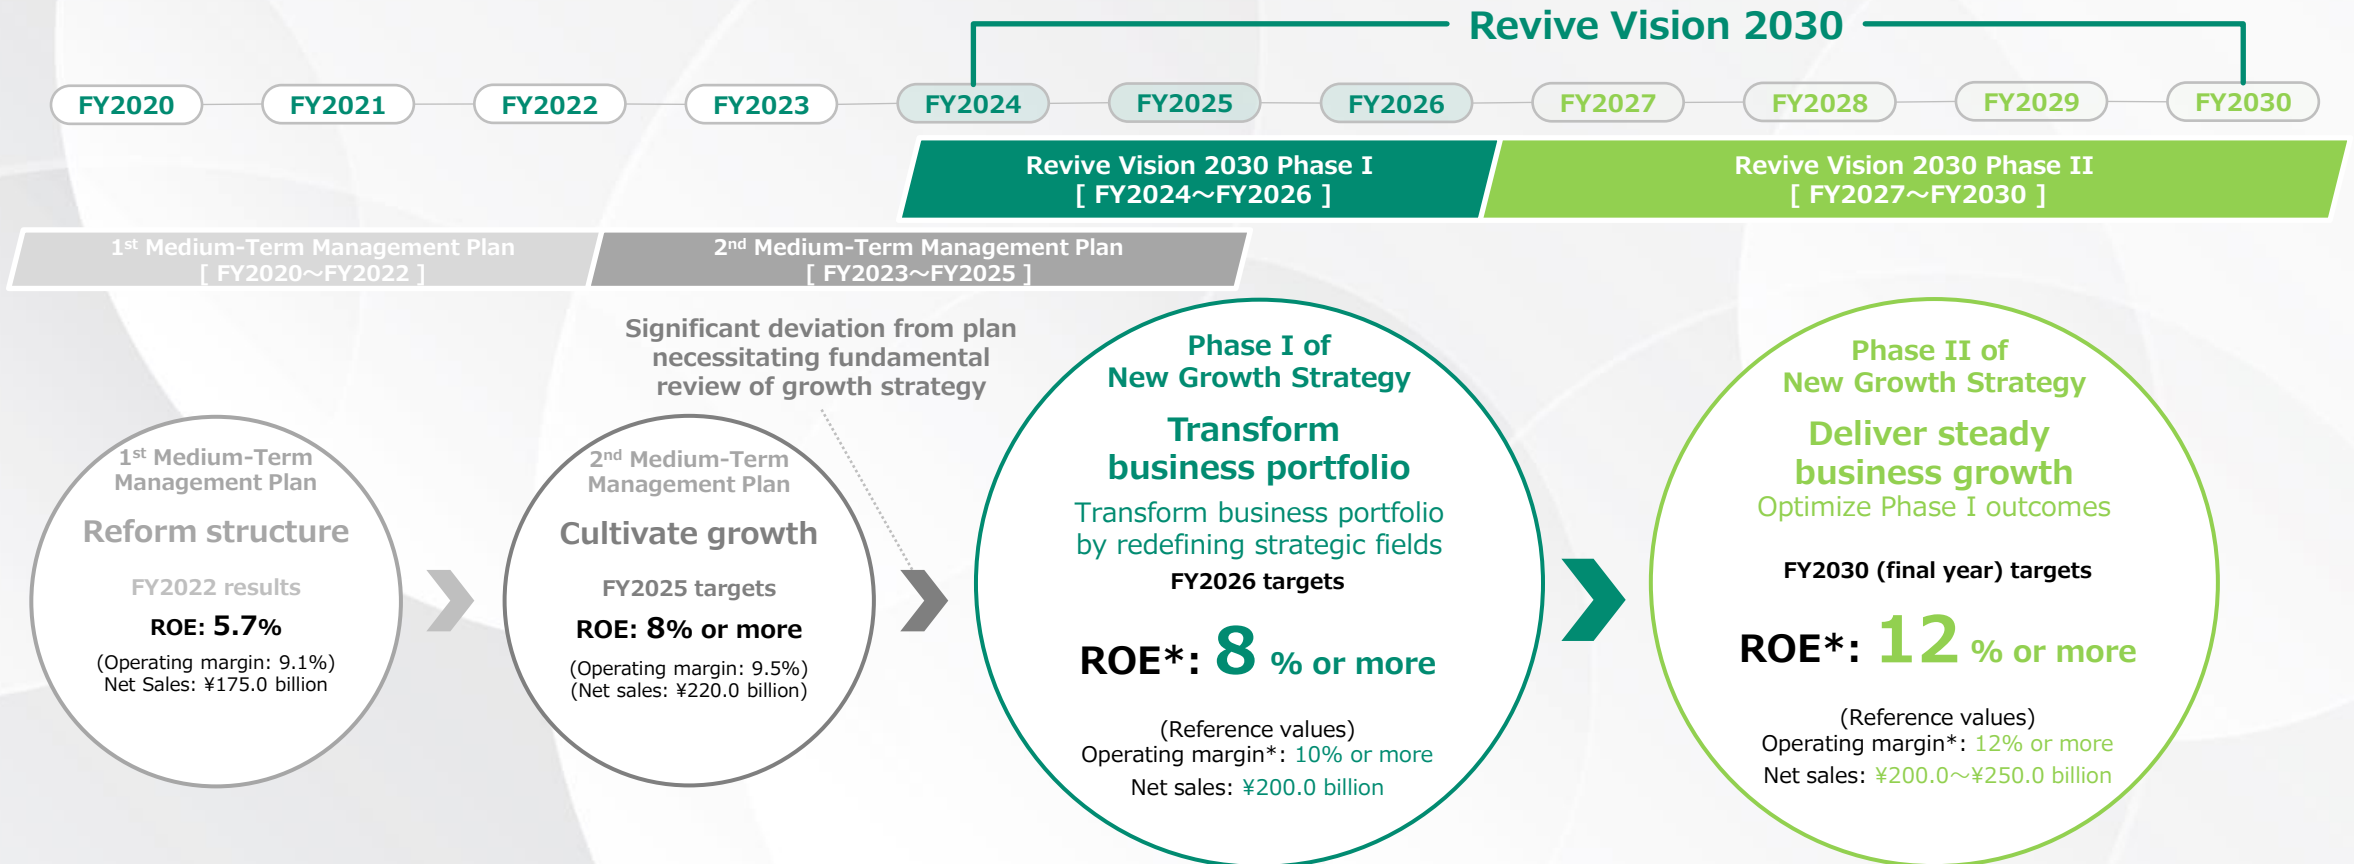 Revive Vision 2030
FY2020
FY2021
FY2022
FY2023
FY2024
FY2025
FY2026
FY2027
FY2028
FY2029
FY2030
Revive Vision 2030 Phase I
[ FY2024～FY2026 ]
Revive Vision 2030 Phase II
[ FY2027～FY2030 ]
1st Medium-Term Management Plan
[ FY2020～FY2022 ]
2nd Medium-Term Management Plan
[ FY2023～FY2025 ]
Significant deviation from plan
necessitating fundamental
review of growth strategy
1st Medium-Term
Management Plan
Reform structure
FY2022 results
ROE: 5.7%
(Operating margin: 9.1%)
Net Sales: ¥175.0 billion
2nd Medium-Term
Management Plan
Cultivate growth
FY2025 targets
ROE: 8% or more
(Operating margin: 9.5%)
(Net sales: ¥220.0 billion)
Phase I of
New Growth Strategy
Transform
business portfolio
Transform business portfolio
by redefining strategic fields
FY2026 targets
ROE*: 8 % or more
(Reference values)
Operating margin*: 10% or more
Net sales: ¥200.0 billion
Phase II of
New Growth Strategy
Deliver steady
business growth
Optimize Phase I outcomes
FY2030 (final year) targets
ROE*: 12 % or more
(Reference values)
Operating margin*: 12% or more
Net sales: ¥200.0～¥250.0 billion